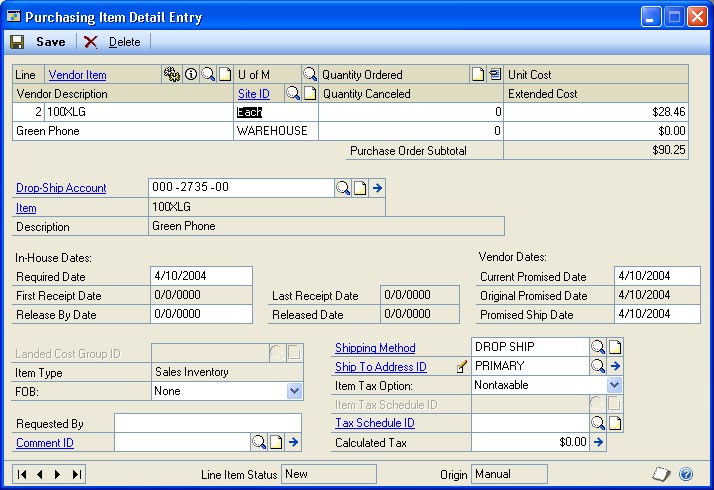 Purchasing Item Detail Entry
Save Delete
Line Vendor Item U of M Quantity Ordered Unit Cost
Vendor Description Site ID Quantity Canceled Extended Cost
2 100XLG Each 0 $28.46
Green Phone WAREHOUSE 0 $0.00
Purchase Order Subtotal $90.25
Drop-Ship Account 000 -2735 -00
Item 100XLG
Description Green Phone
In-House Dates: Vendor Dates:
Required Date 4/10/2004 Current Promised Date 4/10/2004
First Receipt Date 0/0/0000 Last Receipt Date 0/0/0000 Original Promised Date 4/10/2004
Release By Date 0/0/0000 Released Date 0/0/0000 Promised Ship Date 4/10/2004
Shipping Method DROP SHIP
Landed Cost Group ID Ship To Address ID PRIMARY
Item Type Sales Inventory Item Tax Option: Nontaxable
FOB: None Item Tax Schedule ID
Requested By Tax Schedule ID
Comment ID Calculated Tax $0.00
Line Item Status New Origin Manual